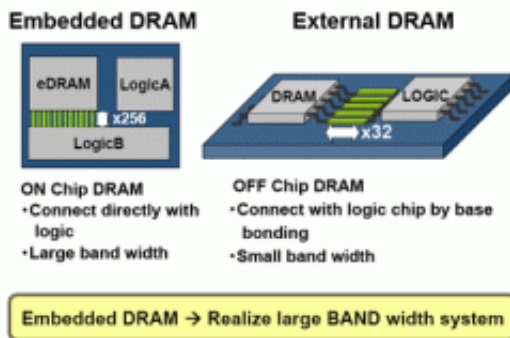 Embedded DRAM
External DRAM
eDRAM
LogicA
x256
LogicB
DRAM
LOGIC
x32
ON Chip DRAM
•Connect directly with
logic
•Large band width
OFF Chip DRAM
•Connect with logic chip by base
bonding
•Small band width
Embedded DRAM → Realize large BAND width system